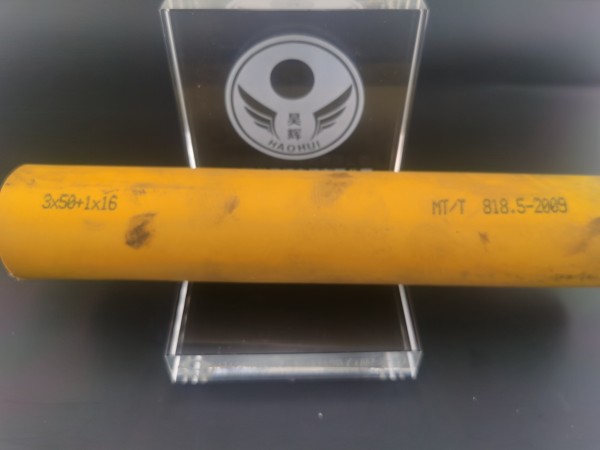 昊
辉
HAOHUI
3x50+1x16
MT/T 818.5-2009